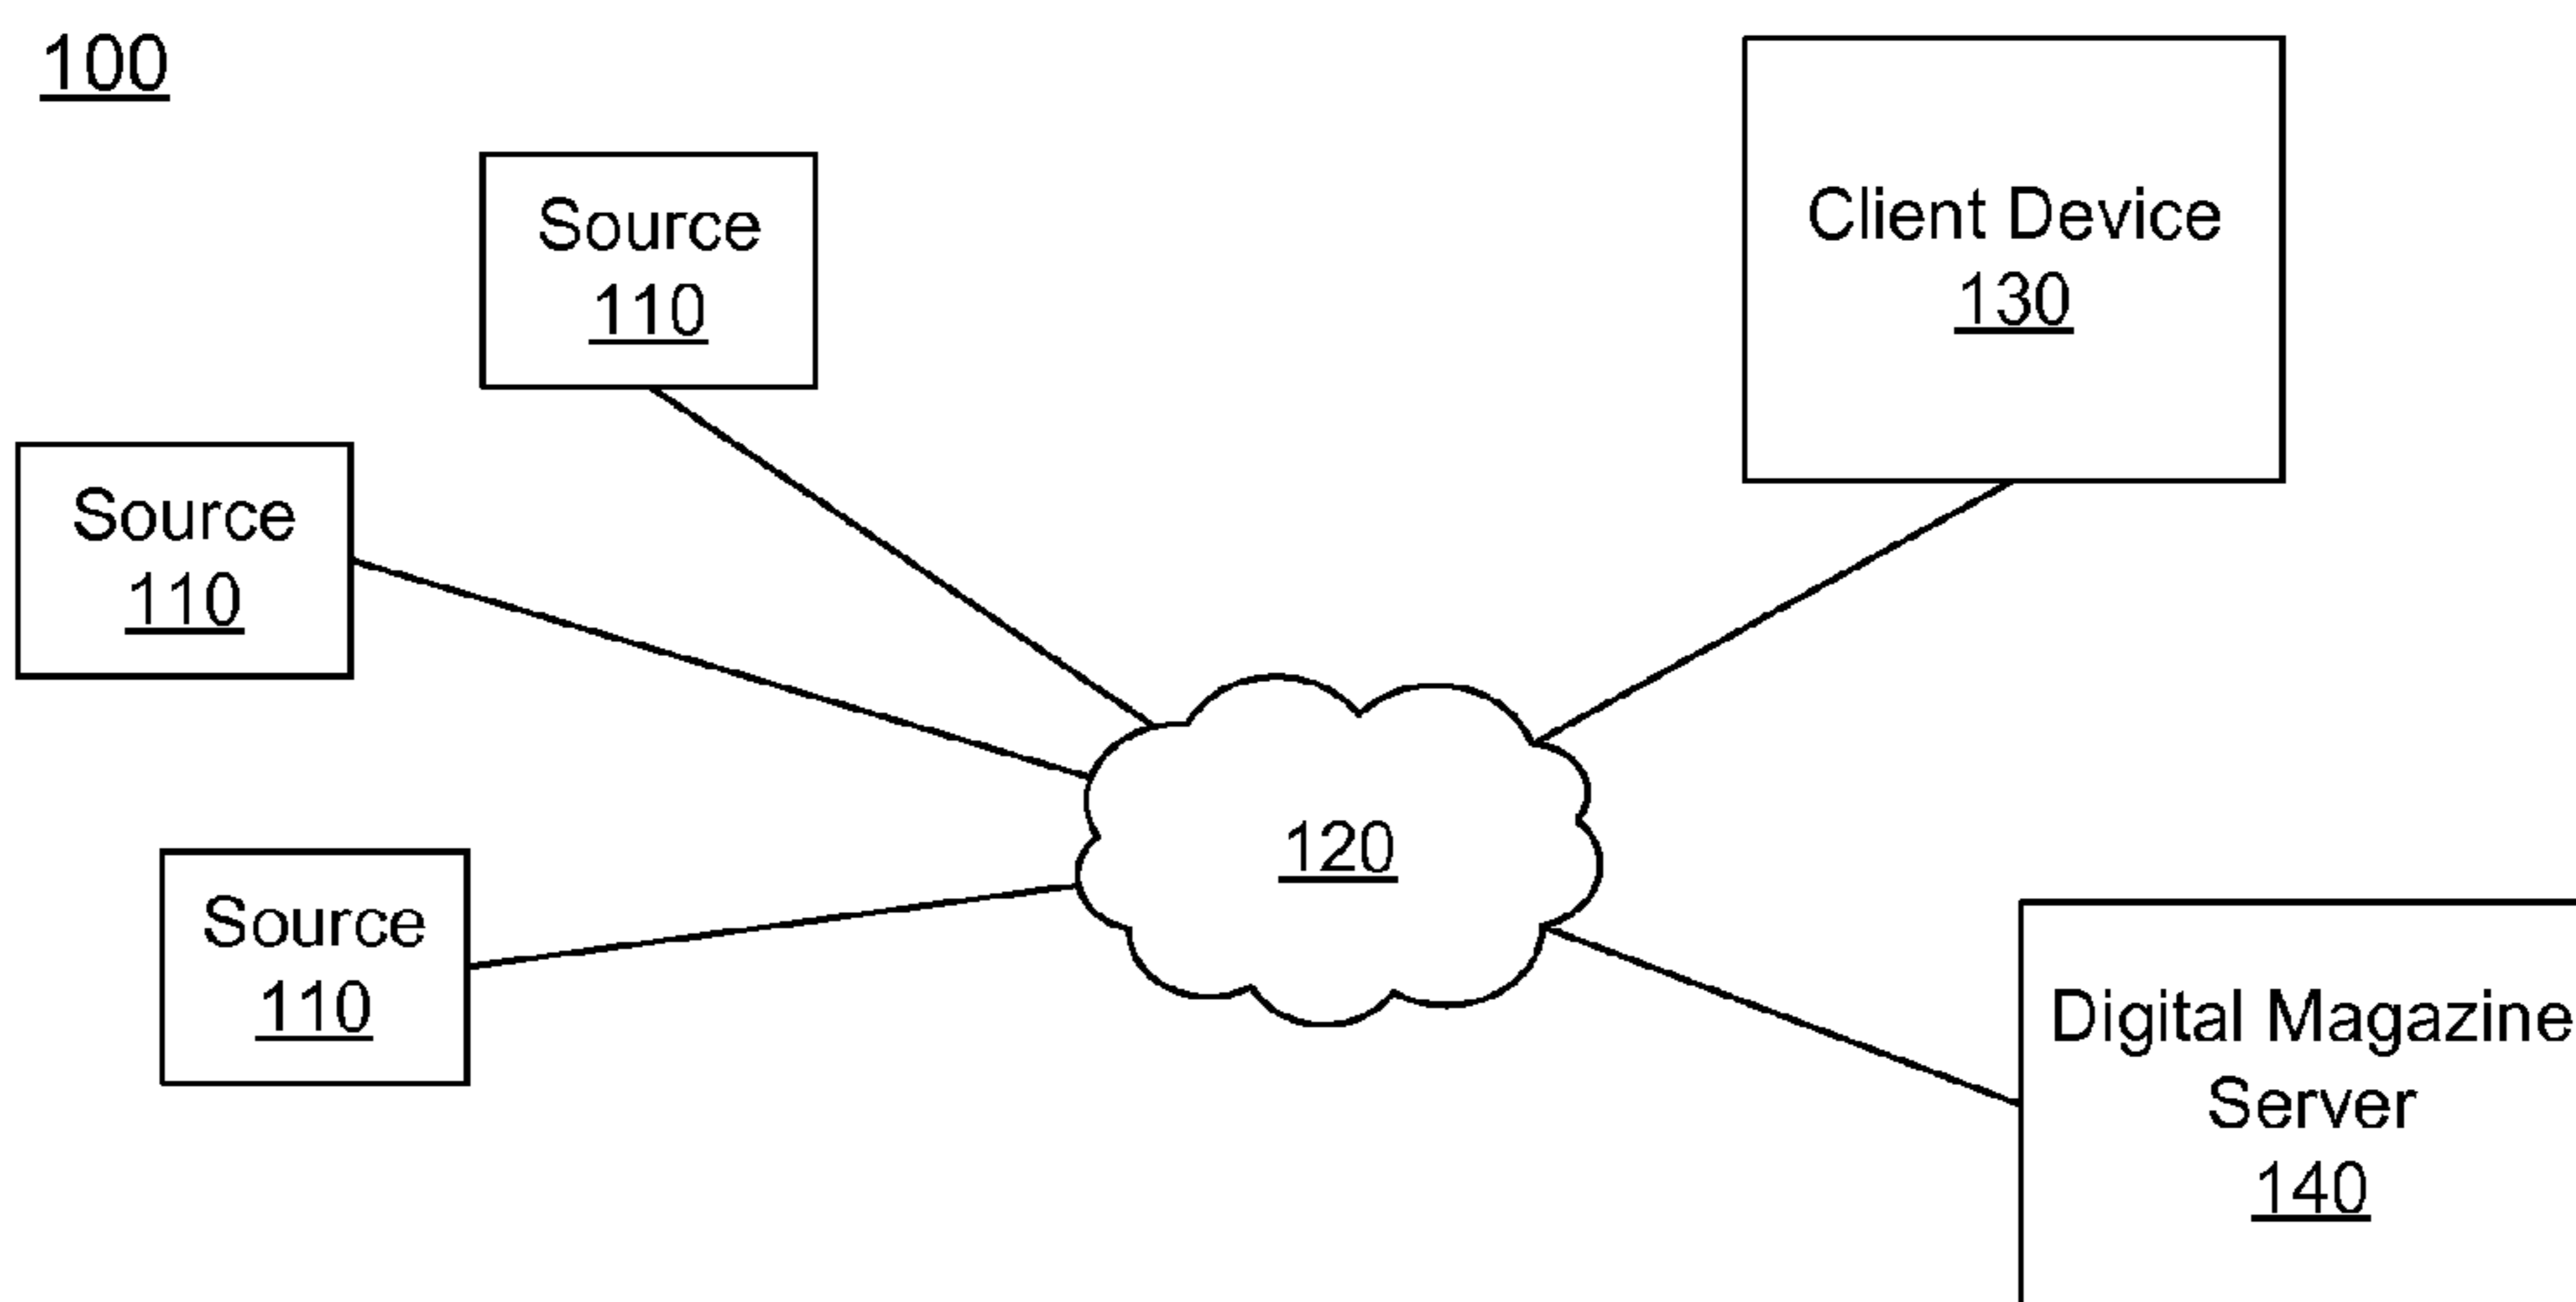 100
Source
110
Client Device
130
Source
110
120
Source
110
Digital Magazine
Server
140